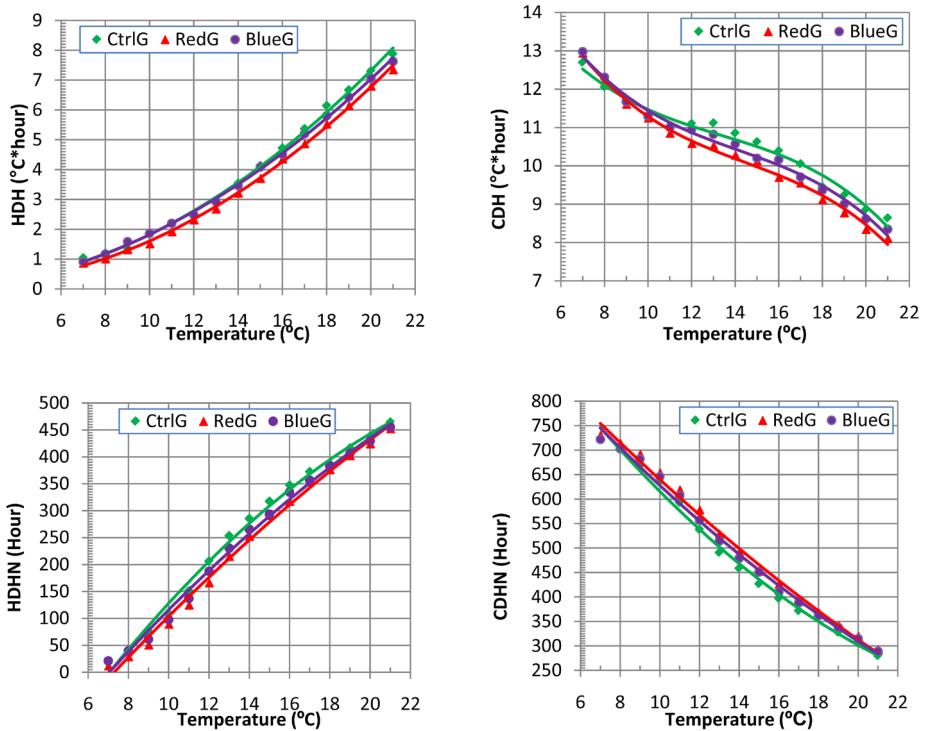 CtrlG RedG BlueG
HDH (°C*hour)
9
8
7
6
5
4
3
2
1
0
6 8 10 12 14 16 18 20 22
Temperature (ºC)
CtrlG RedG BlueG
CDH (°C*hour)
14
13
12
11
10
9
8
7
6 8 10 12 14 16 18 20 22
Temperature (ºC)
CtrlG RedG BlueG
HDHN (Hour)
500
450
400
350
300
250
200
150
100
50
0
6 8 10 12 14 16 18 20 22
Temperature (ºC)
CtrlG RedG BlueG
CDHN (Hour)
800
750
700
650
600
550
500
450
400
350
300
250
6 8 10 12 14 16 18 20 22
Temperature (ºC)